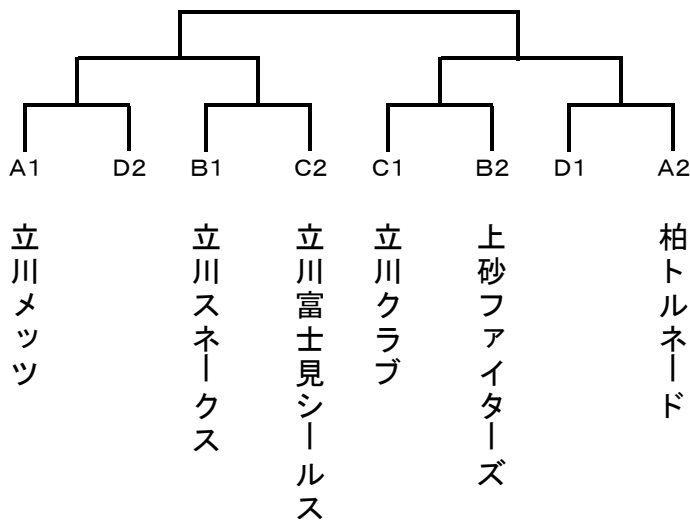 A1 D2 B1 C2 C1 B2 D1 A2
立川メッツ
立川スネークス
立川富士見シールス
立川クラブ
上砂ファイターズ
柏トルネード